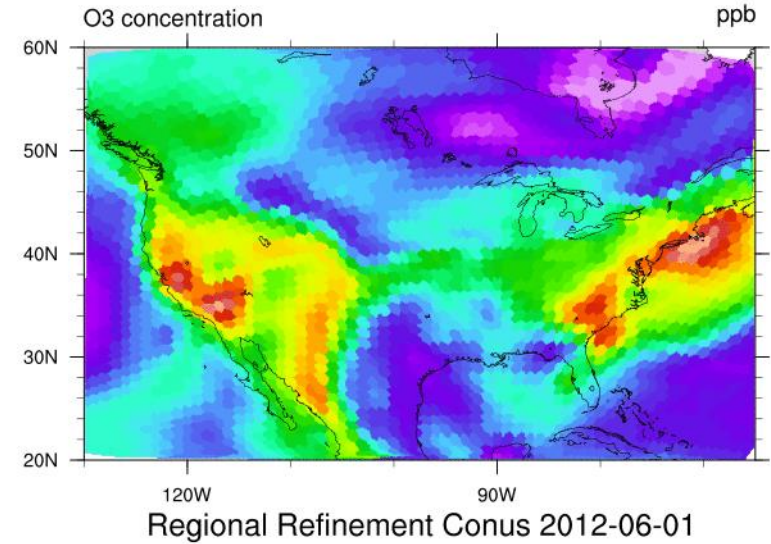 O3 concentration ppb
60N
50N
40N
30N
20N
120W 90W
Regional Refinement Conus 2012-06-01